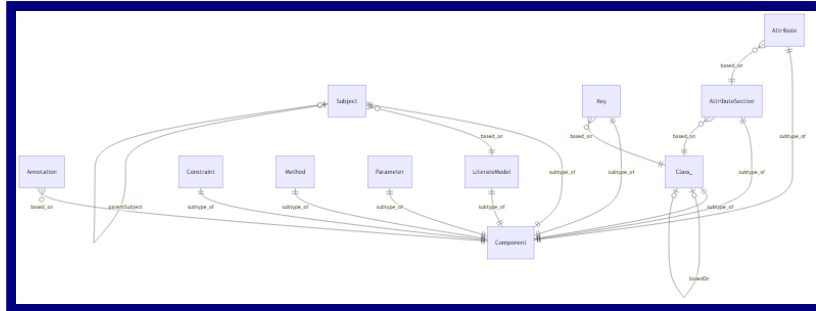 Attribute
based_on
Subject
Key
AttributeSection
based_on
based_on
based_on
subtype_of
Annotation
Constraint
Method
Parameter
LiterateModel
subtype_of
Class_
subtype_of
based_on
parentSubject
subtype_of
subtype_of
subtype_of
subtype_of
subtype_of
subtype_of
Component
basedOn